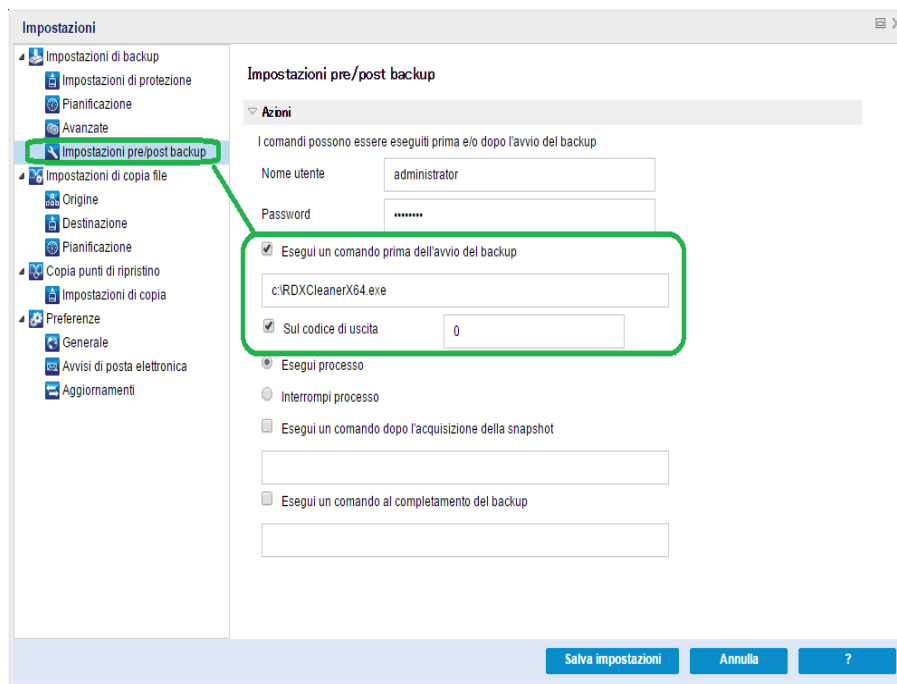 Impostazioni
Impostazioni di backup
Impostazioni di protezione
Pianificazione
Avanzate
Impostazioni pre/post backup
Impostazioni di copia file
Origine
Destinazione
Pianificazione
Copia punti di ripristino
Impostazioni di copia
Preferenze
Generale
Avvisi di posta elettronica
Aggiornamenti
Impostazioni pre/post backup
Azioni
I comandi possono essere eseguiti prima e/o dopo l'avvio del backup
Nome utente administrator
Password ••••••••
Esegui un comando prima dell'avvio del backup
c:\RDXCleanerX64.exe
Sul codice di uscita 0
Esegui processo
Interrompi processo
Esegui un comando dopo l'acquisizione della snapshot
Esegui un comando al completamento del backup
Salva impostazioni Annulla ?